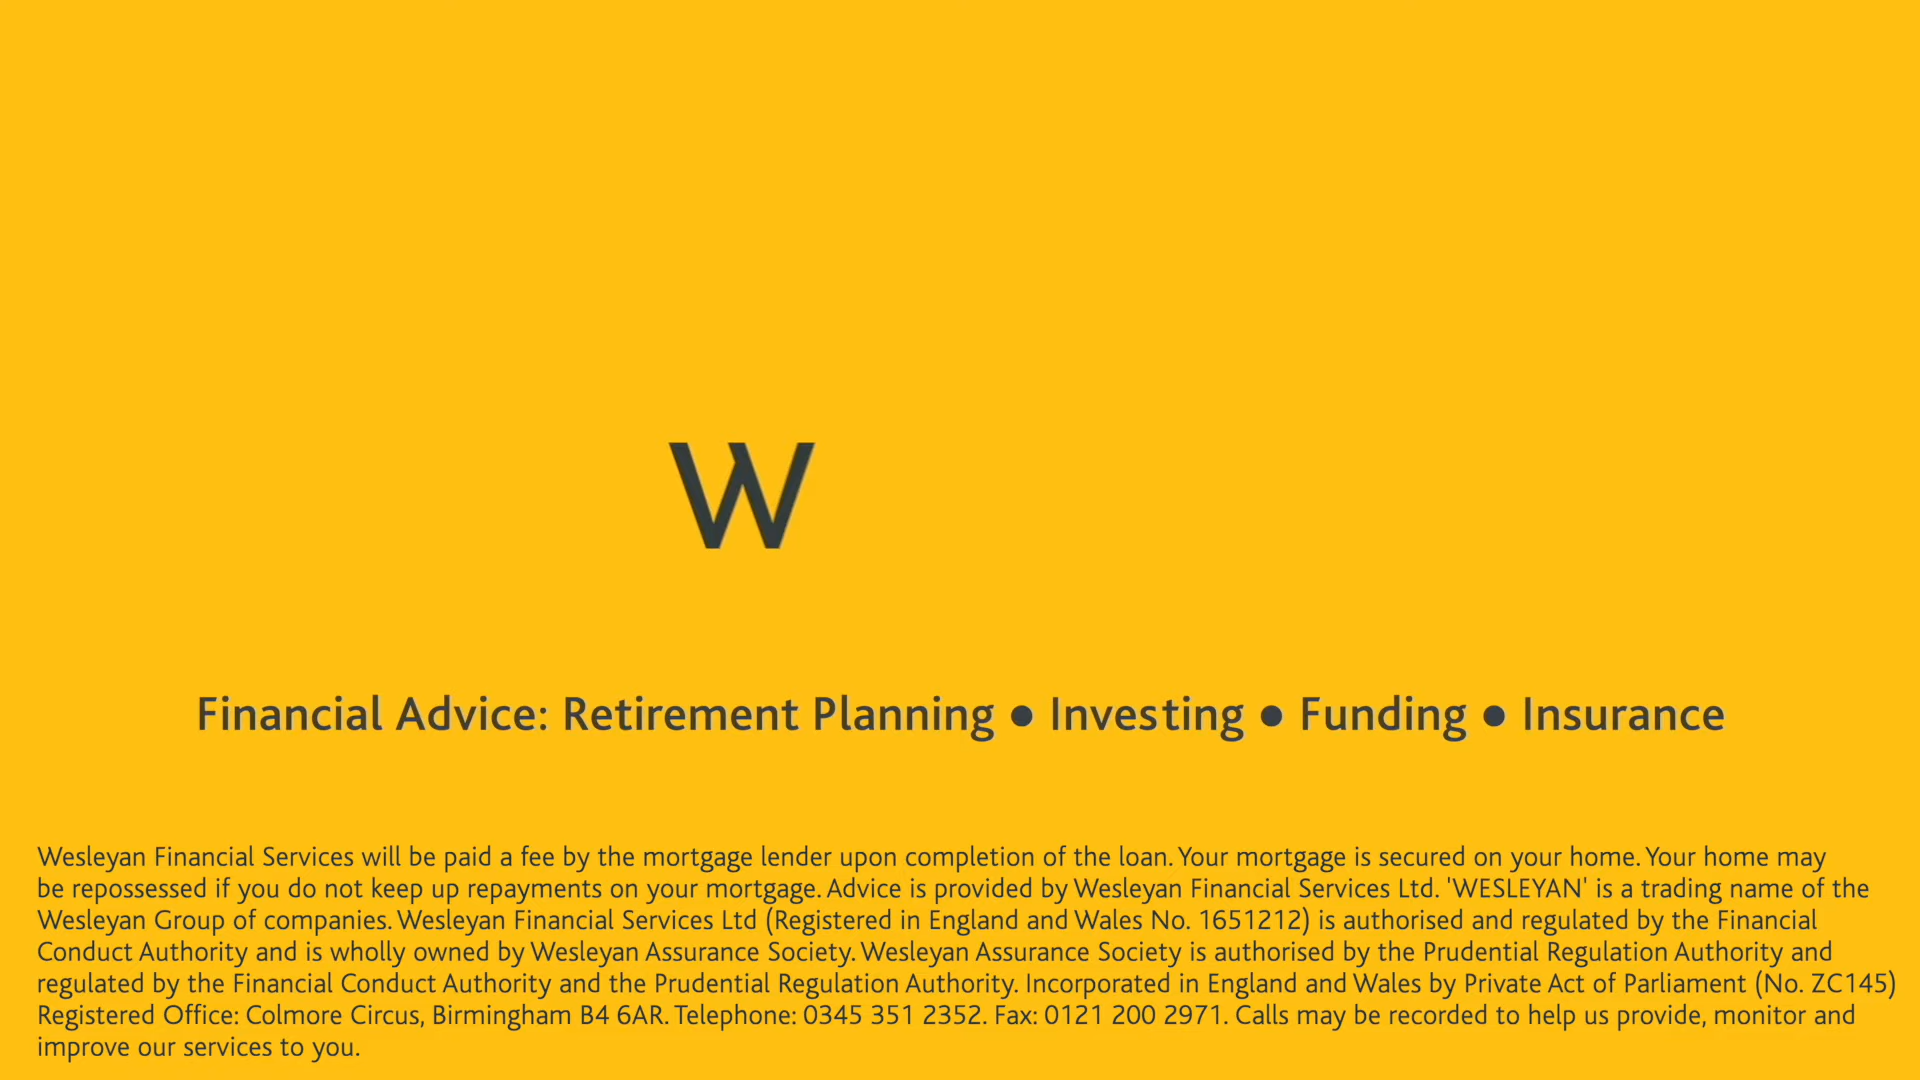 W
Financial Advice: Retirement Planning ● Investing ● Funding ● Insurance
Wesleyan Financial Services will be paid a fee by the mortgage lender upon completion of the loan. Your mortgage is secured on your home. Your home may
be repossessed if you do not keep up repayments on your mortgage. Advice is provided by Wesleyan Financial Services Ltd. 'WESLEYAN' is a trading name of the
Wesleyan Group of companies. Wesleyan Financial Services Ltd (Registered in England and Wales No. 1651212) is authorised and regulated by the Financial
Conduct Authority and is wholly owned by Wesleyan Assurance Society. Wesleyan Assurance Society is authorised by the Prudential Regulation Authority and
regulated by the Financial Conduct Authority and the Prudential Regulation Authority. Incorporated in England and Wales by Private Act of Parliament (No. ZC145)
Registered Office: Colmore Circus, Birmingham B4 6AR. Telephone: 0345 351 2352. Fax: 0121 200 2971. Calls may be recorded to help us provide, monitor and
improve our services to you.